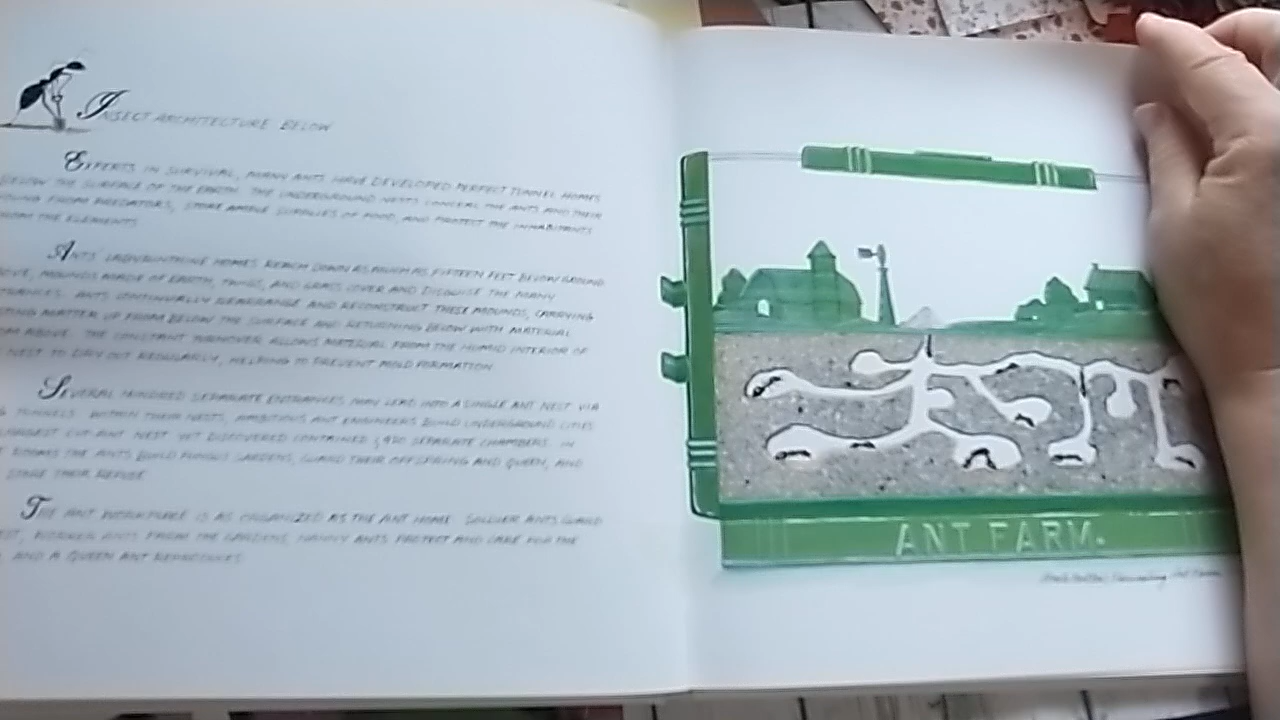 INSECT ARCHITECTURE BELOW
EXPERTS IN SURVIVAL, MANY ANTS HAVE DEVELOPED PERFECT TUNNEL HOMES
BELOW THE SURFACE OF THE EARTH. THE UNDERGROUND NESTS CONCEAL THE ANTS AND THEIR
YOUNG FROM PREDATORS, STORE AMPLE SUPPLIES OF FOOD, AND PROTECT THE INHABITANTS
FROM THE ELEMENTS.
ANTS' LABYRINTHINE HOMES REACH DOWN AS MUCH AS FIFTEEN FEET BELOW GROUND
MOUNDS MADE OF EARTH, TWIGS, AND GRASS COVER AND DISGUISE THE MANY
ANTS CONTINUALLY REARRANGE AND RECONSTRUCT THESE MOUNDS, CARRYING
MATTER UP FROM BELOW THE SURFACE AND RETURNING BELOW WITH MATERIAL
ABOVE. THE CONSTANT TURNOVER ALLOWS MATERIAL FROM THE HUMID INTERIOR OF
NEST TO DRY OUT REGULARLY, HELPING TO PREVENT MOLD FORMATION.
SEVERAL HUNDRED SEPARATE ENTRANCES MAY LEAD INTO A SINGLE ANT NEST VIA
TUNNELS. WITHIN THEIR NESTS, AMBITIOUS ANT ENGINEERS BUILD UNDERGROUND CITIES.
NEST YET DISCOVERED CONTAINED SEPARATE CHAMBERS. IN
ROOMS THE ANTS BUILD FUNGUS GARDENS, GUARD THEIR OFFSPRING AND QUEEN, AND
THEIR REFUSE.
THE ANT WORKPLACE IS AS ORGANIZED AS THE ANT HOME. SOLDIER ANTS GUARD
WORKER ANTS THE GARDENS, NANNY ANTS PROTECT AND CARE FOR THE
AND A QUEEN ANT REPRODUCES.
ANT FARM.